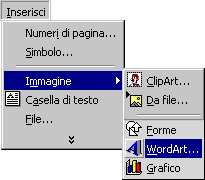 Inserisci
Numeri di pagina...
Simbolo...
Immagine
Casella di testo
File...
ClipArt...
Da file...
Forme
WordArt...
Grafico